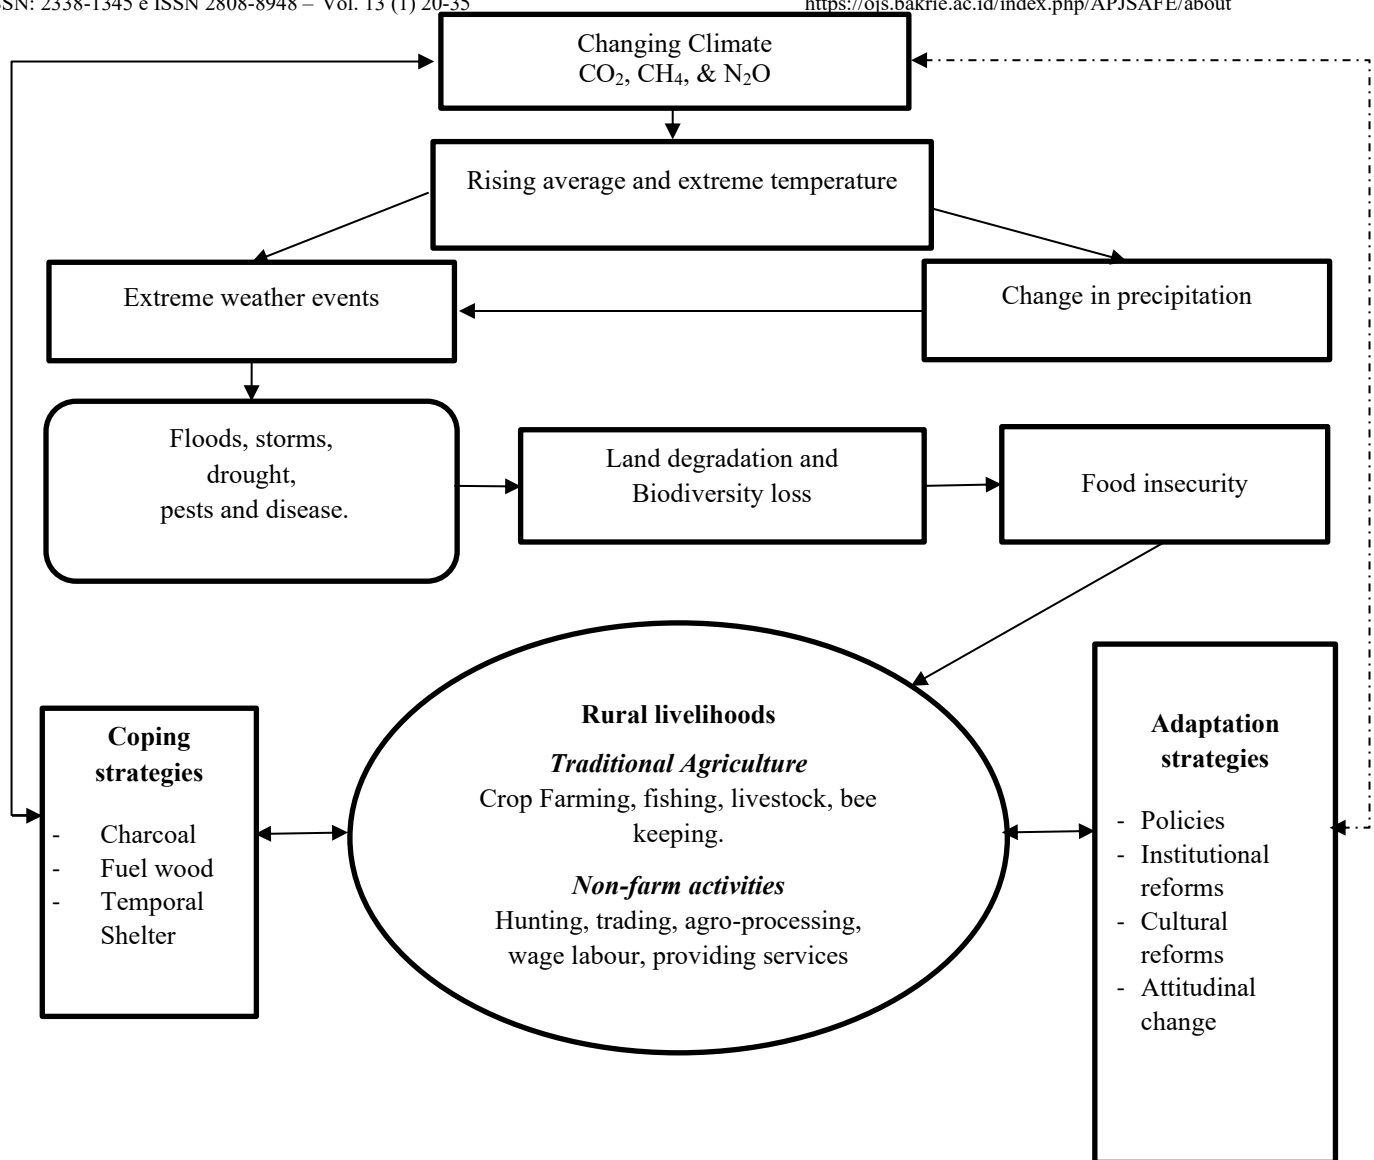 SSN: 2338-1345 e ISSN 2808-8948 – Vol. 13 (1) 20-35
https://ojs.bakrie.ac.id/index.php/APJSAFE/about
Changing Climate
CO₂, CH₄, & N₂O
Rising average and extreme temperature
Extreme weather events
Change in precipitation
Floods, storms,
drought,
pests and disease.
Land degradation and
Biodiversity loss
Food insecurity
Coping
strategies
- Charcoal
- Fuel wood
- Temporal
Shelter
Rural livelihoods
Traditional Agriculture
Crop Farming, fishing, livestock, bee
keeping.
Non-farm activities
Hunting, trading, agro-processing,
wage labour, providing services
Adaptation
strategies
- Policies
- Institutional
reforms
- Cultural
reforms
- Attitudinal
change